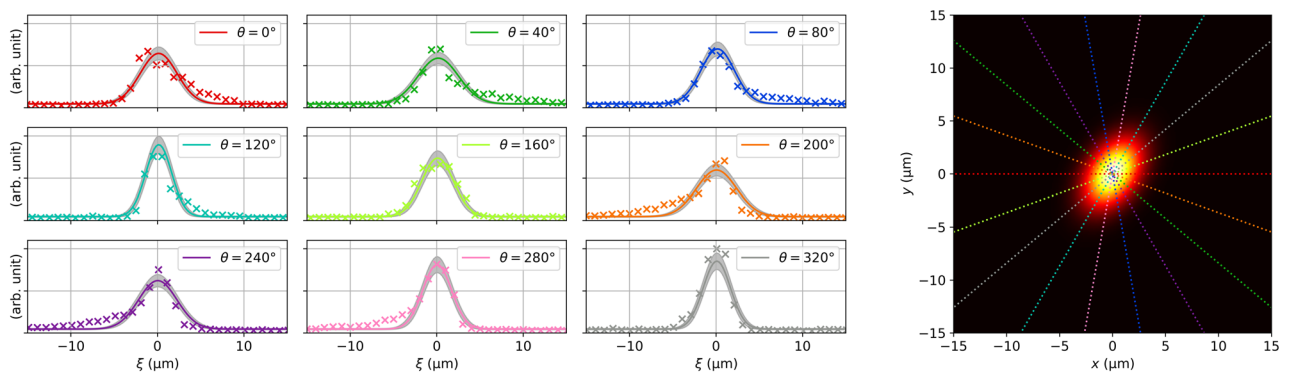 (arb. unit)
θ = 0°
θ = 40°
θ = 80°
(arb. unit)
θ = 120°
θ = 160°
θ = 200°
(arb. unit)
θ = 240°
θ = 280°
θ = 320°
−10 0 10
ξ (μm)
−10 0 10
ξ (μm)
−10 0 10
ξ (μm)
15
10
5
0
−5
−10
−15
y (μm)
−15 −10 −5 0 5 10 15
x (μm)